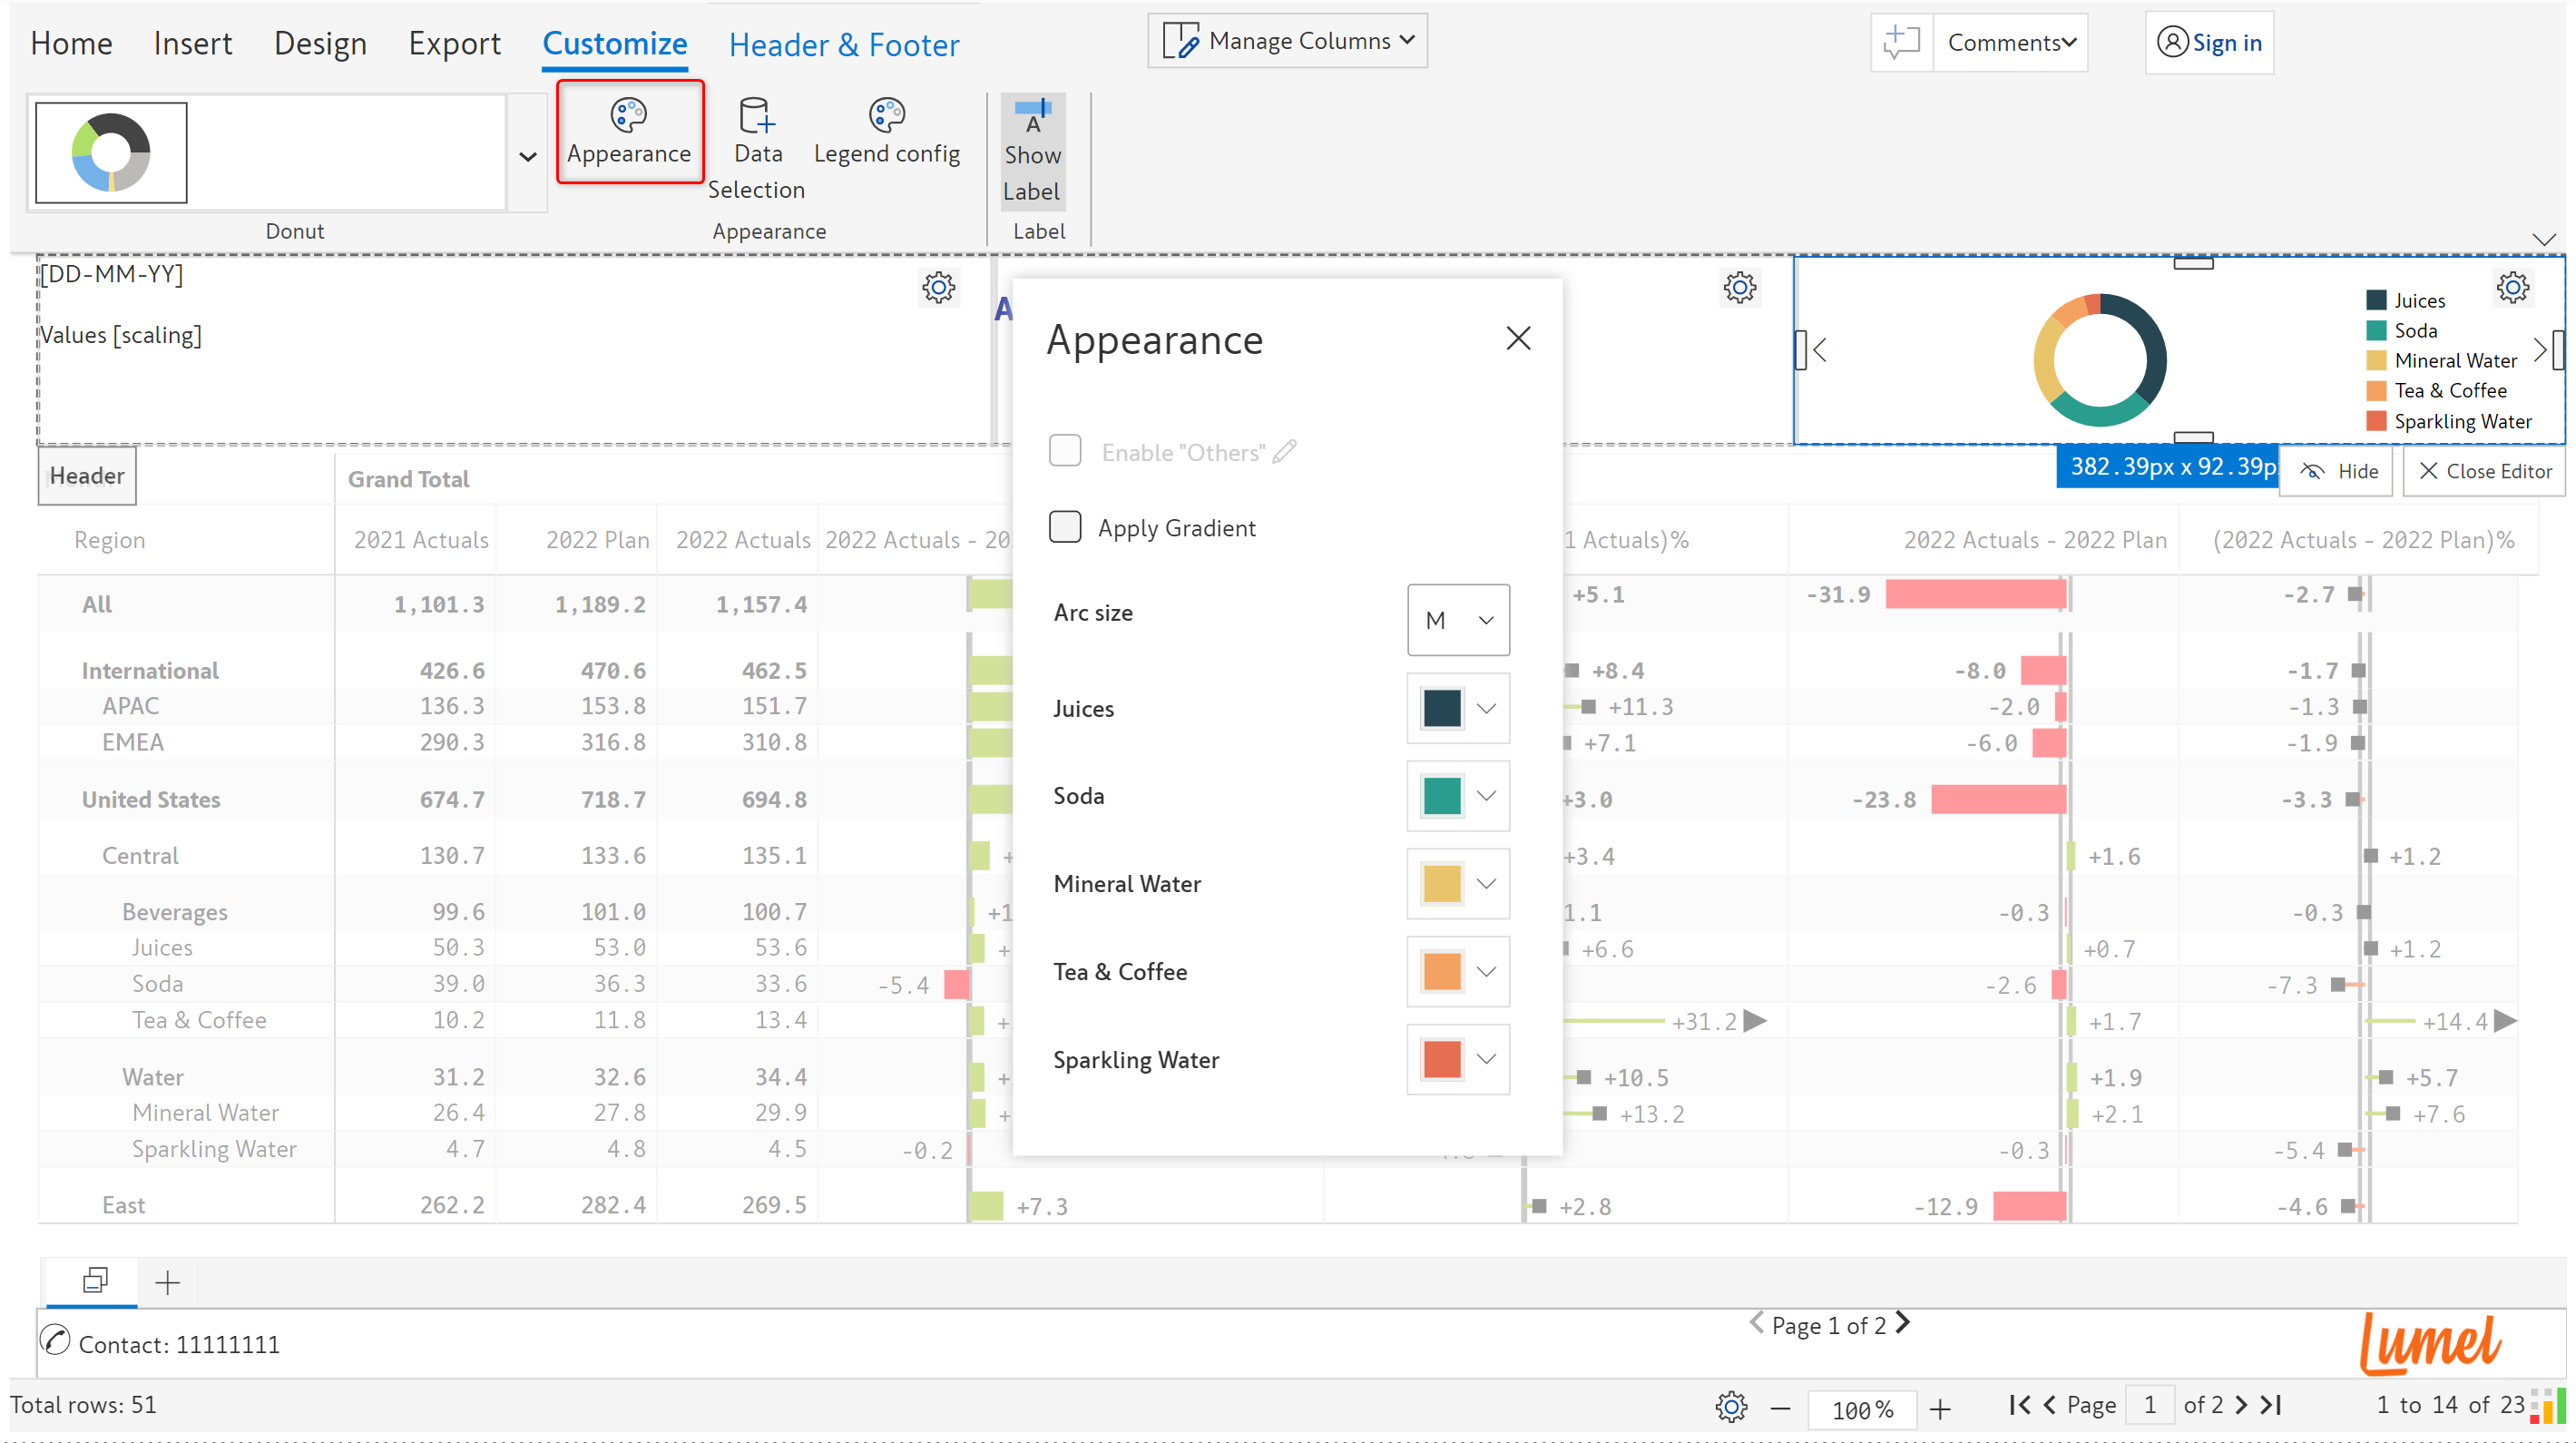 Home Insert Design Export Customize Header & Footer Manage Columns Comments Sign in
Appearance Data Selection Legend config Show Label
Donut Appearance Label
[DD-MM-YY]
Values [scaling]
A
Juices
Soda
Mineral Water
Tea & Coffee
Sparkling Water
382.39px x 92.39p Hide Close Editor
Appearance
Enable "Others"
Apply Gradient
Arc size M
Juices
Soda
Mineral Water
Tea & Coffee
Sparkling Water
Header Grand Total
Region 2021 Actuals 2022 Plan 2022 Actuals 2022 Actuals - 20 1 Actuals)% 2022 Actuals - 2022 Plan (2022 Actuals - 2022 Plan)%
All 1,101.3 1,189.2 1,157.4 +5.1 -31.9 -2.7
International 426.6 470.6 462.5 +8.4 -8.0 -1.7
APAC 136.3 153.8 151.7 +11.3 -2.0 -1.3
EMEA 290.3 316.8 310.8 +7.1 -6.0 -1.9
United States 674.7 718.7 694.8 +3.0 -23.8 -3.3
Central 130.7 133.6 135.1 + +3.4 +1.6 +1.2
Beverages 99.6 101.0 100.7 +1 1.1 -0.3 -0.3
Juices 50.3 53.0 53.6 + +6.6 +0.7 +1.2
Soda 39.0 36.3 33.6 -5.4 -2.6 -7.3
Tea & Coffee 10.2 11.8 13.4 + +31.2 +1.7 +14.4
Water 31.2 32.6 34.4 + +10.5 +1.9 +5.7
Mineral Water 26.4 27.8 29.9 + +13.2 +2.1 +7.6
Sparkling Water 4.7 4.8 4.5 -0.2 -0.3 -5.4
East 262.2 282.4 269.5 +7.3 +2.8 -12.9 -4.6
Contact: 11111111 Page 1 of 2 Lumel
Total rows: 51 100% Page 1 of 2 1 to 14 of 23